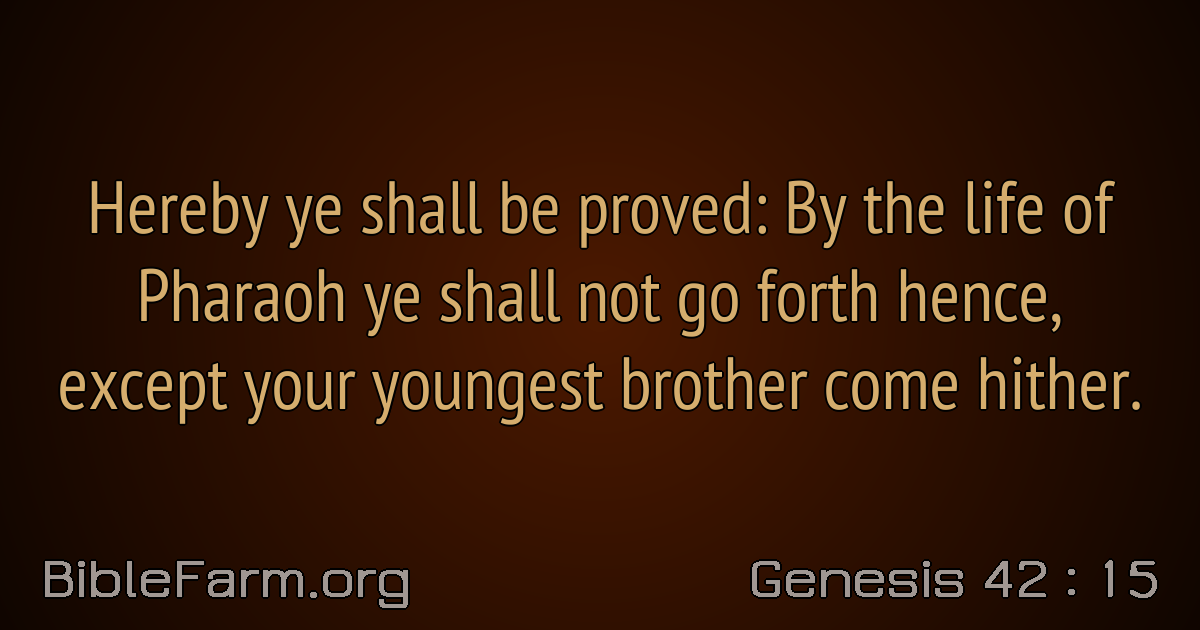 Hereby ye shall be proved: By the life of
Pharaoh ye shall not go forth hence,
except your youngest brother come hither.
BibleFarm.org
Genesis 42 : 15